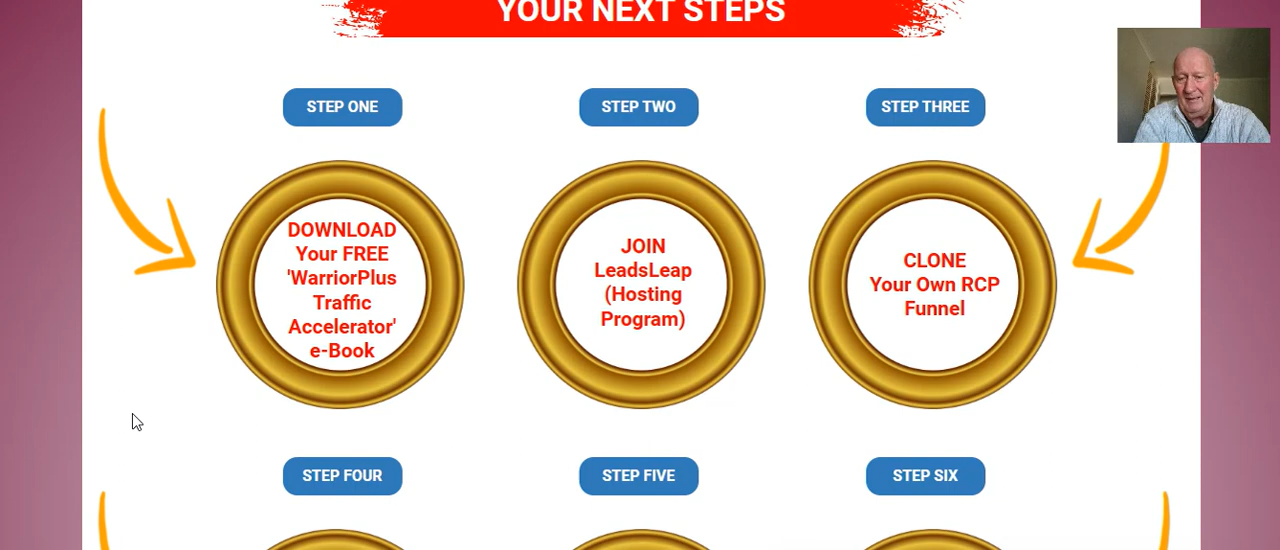 YOUR NEXT STEPS
STEP ONE
STEP TWO
STEP THREE
DOWNLOAD
Your FREE
'WarriorPlus
Traffic
Accelerator'
e-Book
JOIN
LeadsLeap
(Hosting
Program)
CLONE
Your Own RCP
Funnel
STEP FOUR
STEP FIVE
STEP SIX